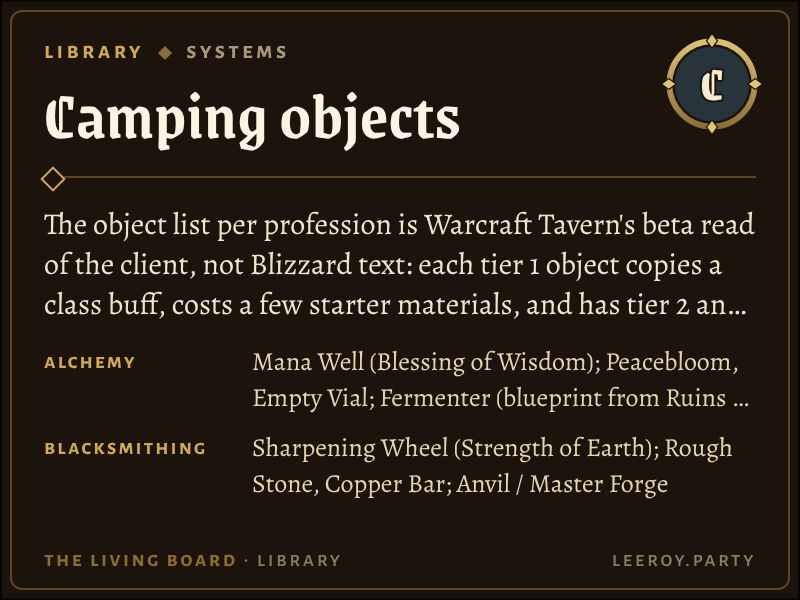 LIBRARY ◆ SYSTEMS
C
Camping objects
The object list per profession is Warcraft Tavern's beta read
of the client, not Blizzard text: each tier 1 object copies a
class buff, costs a few starter materials, and has tier 2 an...
ALCHEMY
Mana Well (Blessing of Wisdom); Peacebloom,
Empty Vial; Fermenter (blueprint from Ruins ...
BLACKSMITHING
Sharpening Wheel (Strength of Earth); Rough
Stone, Copper Bar; Anvil / Master Forge
THE LIVING BOARD · LIBRARY
LEEROY.PARTY